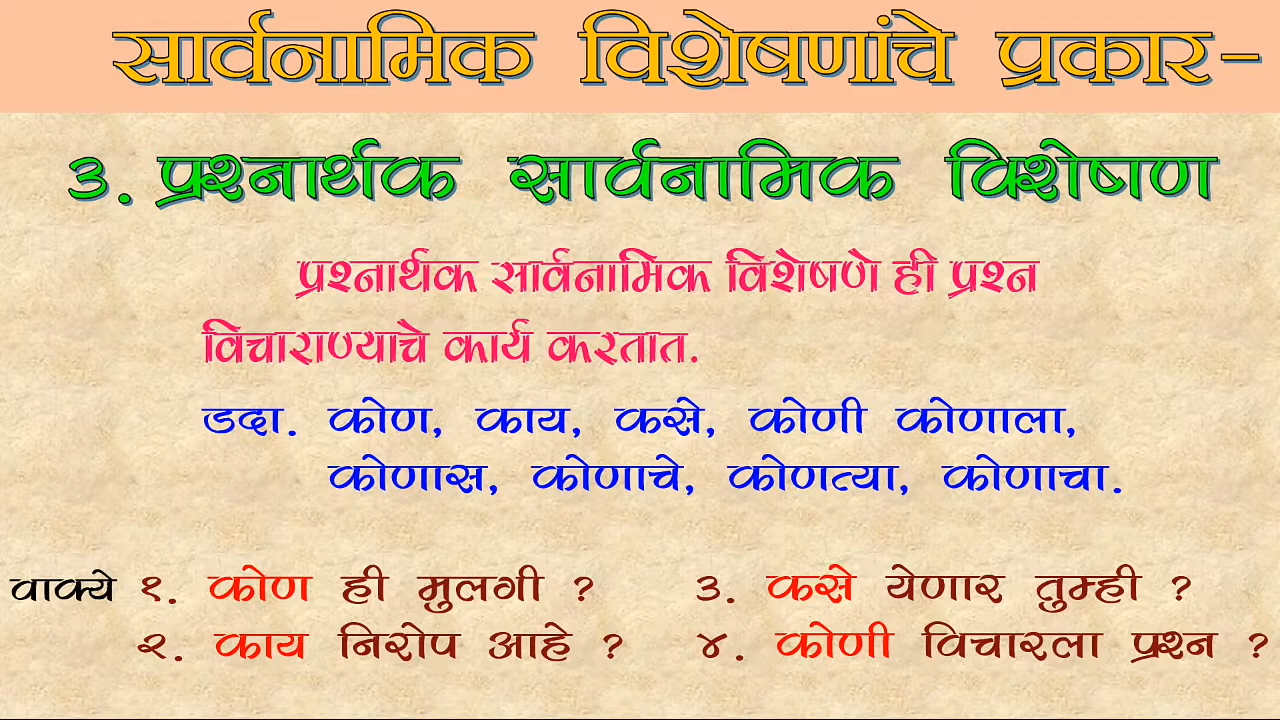 सार्वनामिक विशेषणांचे प्रकार-
३. प्रश्नार्थक सार्वनामिक विशेषण
प्रश्नार्थक सार्वनामिक विशेषणे ही प्रश्न
विचाराण्याचे कार्य करतात.
उदा. कोण, काय, कसे, कोणी कोणाला,
कोणास, कोणाचे, कोणत्या, कोणाचा.
वाक्ये १. कोण ही मुलगी ? ३. कसे येणार तुम्ही ?
२. काय निरोप आहे ? ४. कोणी विचारला प्रश्न ?